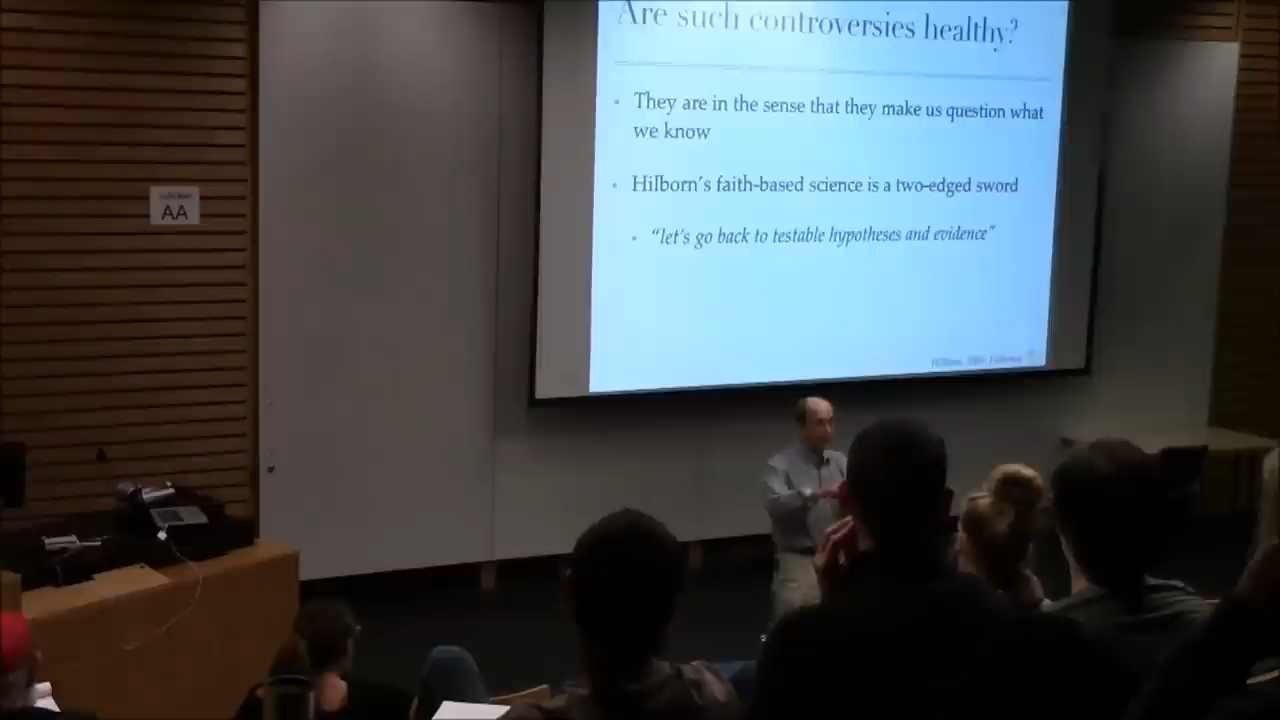 Are such controversies healthy?
• They are in the sense that they make us question what
we know
• Hilborn's faith-based science is a two-edged sword
• "let's go back to testable hypotheses and evidence"
AA